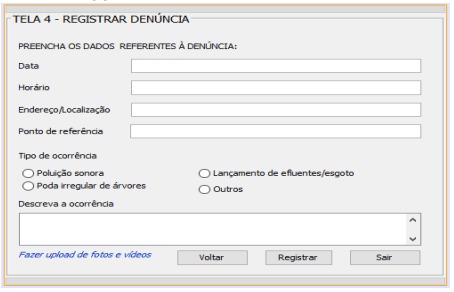 TELA 4 - REGISTRAR DENÚNCIA
PREENCHA OS DADOS REFERENTES À DENÚNCIA:
Data
Horário
Endereço/Localização
Ponto de referência
Tipo de ocorrência
Poluição sonora
Lançamento de efluentes/esgoto
Poda irregular de árvores
Outros
Descreva a ocorrência
Fazer upload de fotos e vídeos
Voltar
Registrar
Sair